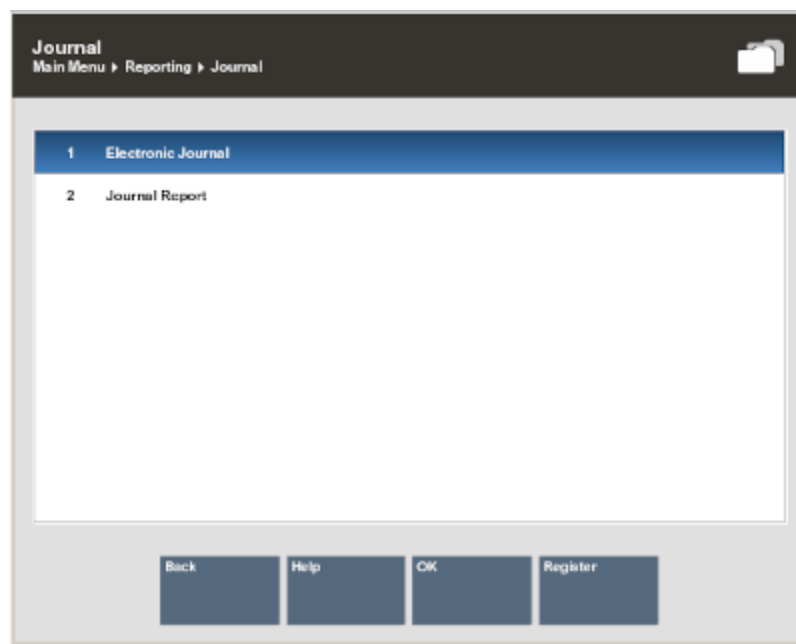 Journal
Main Menu ▸ Reporting ▸ Journal
1 Electronic Journal
2 Journal Report
Back Help OK Register